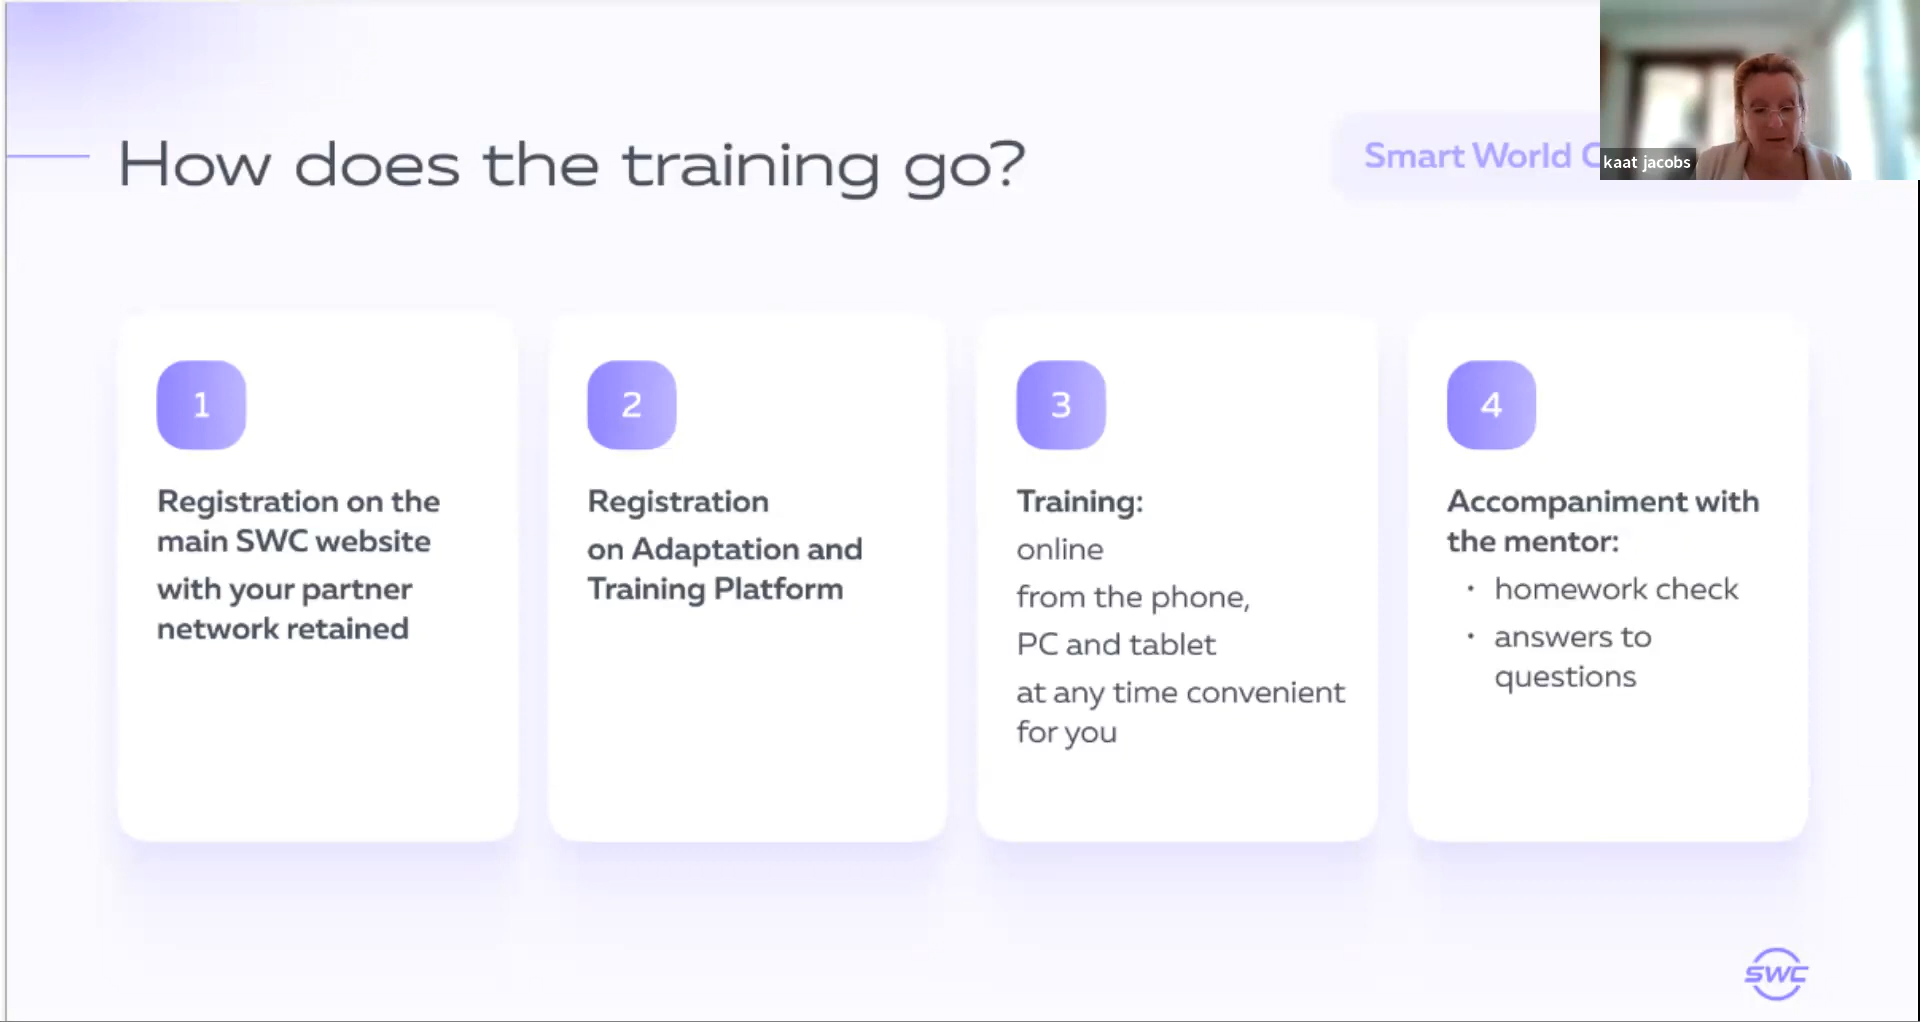 How does the training go?
Smart World C
kaat jacobs
1
Registration on the
main SWC website
with your partner
network retained
2
Registration
on Adaptation and
Training Platform
3
Training:
online
from the phone,
PC and tablet
at any time convenient
for you
4
Accompaniment with
the mentor:
• homework check
• answers to
questions
SWC